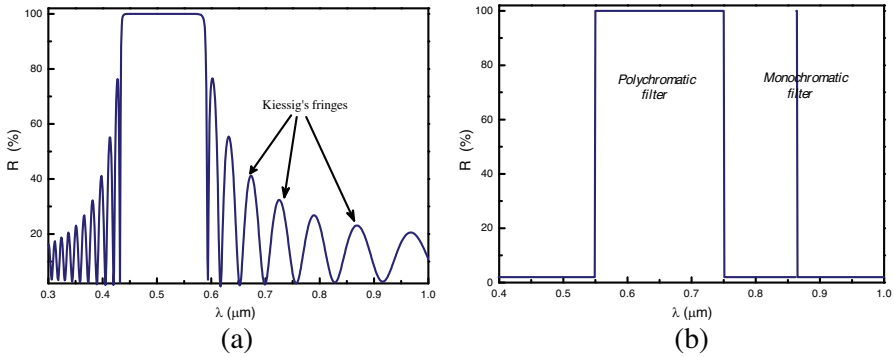 100
80
60
40
20
R (%)
Kiessig's fringes
0.3 0.4 0.5 0.6 0.7 0.8 0.9 1.0
λ (µm)
(a)
100
80
60
40
20
0
R (%)
Polychromatic
filter
Monochromatic
filter
0.4 0.5 0.6 0.7 0.8 0.9 1.0
λ (µm)
(b)